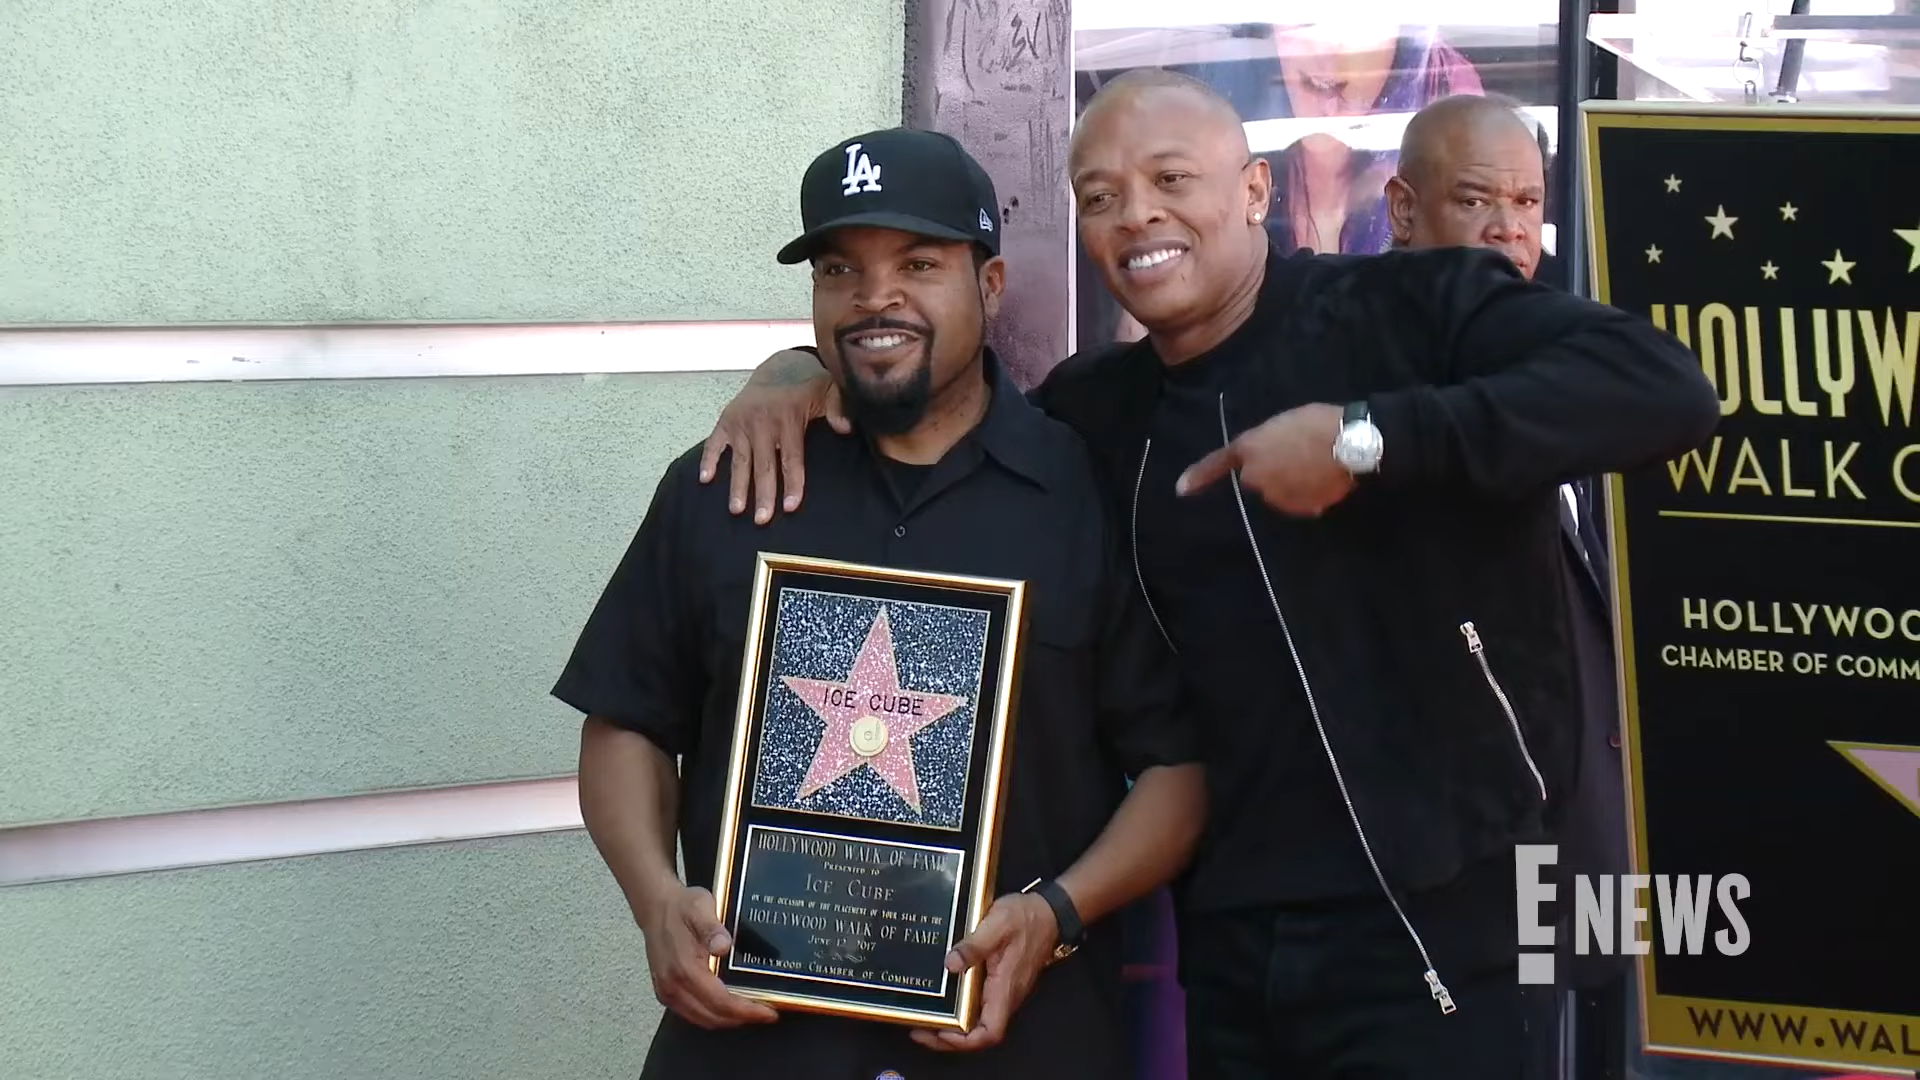 LA
HOLLYW
WALK O
HOLLYWOO
CHAMBER OF COMM
ICE CUBE
HOLLYWOOD WALK OF FAME
PRESENTED TO
ICE CUBE
ON THE OCCASION OF THE PLACEMENT OF YOUR STAR IN THE
HOLLYWOOD WALK OF FAME
JUNE 12, 2017
HOLLYWOOD CHAMBER OF COMMERCE
E NEWS
WWW.WAL